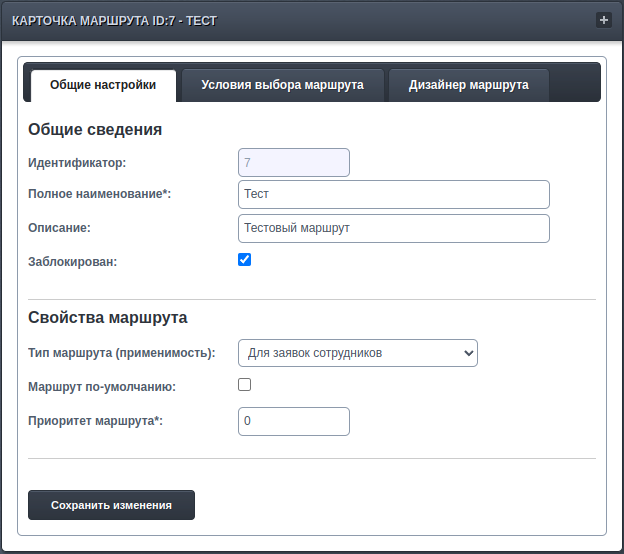 КАРТОЧКА МАРШРУТА ID:7 - ТЕСТ
Общие настройки Условия выбора маршрута Дизайнер маршрута
Общие сведения
Идентификатор: 7
Полное наименование*: Тест
Описание: Тестовый маршрут
Заблокирован:
Свойства маршрута
Тип маршрута (применимость): Для заявок сотрудников
Маршрут по-умолчанию:
Приоритет маршрута*: 0
Сохранить изменения